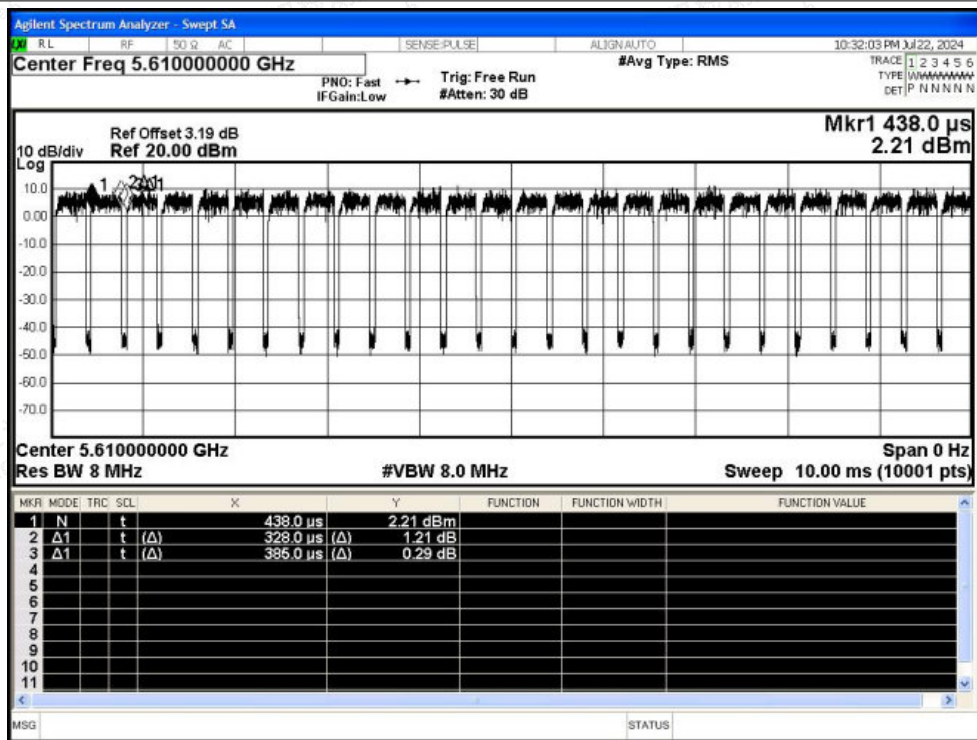 Agilent Spectrum Analyzer - Swept SA
LXI RL RF 50 Ω AC SENSE:PULSE ALIGNAUTO 10:32:03 PM Jul 22, 2024
Center Freq 5.610000000 GHz #Avg Type: RMS TRACE 1 2 3 4 5 6
PNO: Fast Trig: Free Run TYPE WWWWWW
IFGain:Low #Atten: 30 dB DET P N N N N N
Mkr1 438.0 µs
Ref Offset 3.19 dB
10 dB/div Ref 20.00 dBm 2.21 dBm
Log
10.0
0.00
-10.0
-20.0
-30.0
-40.0
-50.0
-60.0
-70.0
Center 5.610000000 GHz Span 0 Hz
Res BW 8 MHz #VBW 8.0 MHz Sweep 10.00 ms (10001 pts)
MKR MODE TRC SCL X Y FUNCTION FUNCTION WIDTH FUNCTION VALUE
1 N t 438.0 µs 2.21 dBm
2 Δ1 t (Δ) 328.0 µs (Δ) 1.21 dB
3 Δ1 t (Δ) 385.0 µs (Δ) 0.29 dB
4
5
6
7
8
9
10
11
MSG STATUS